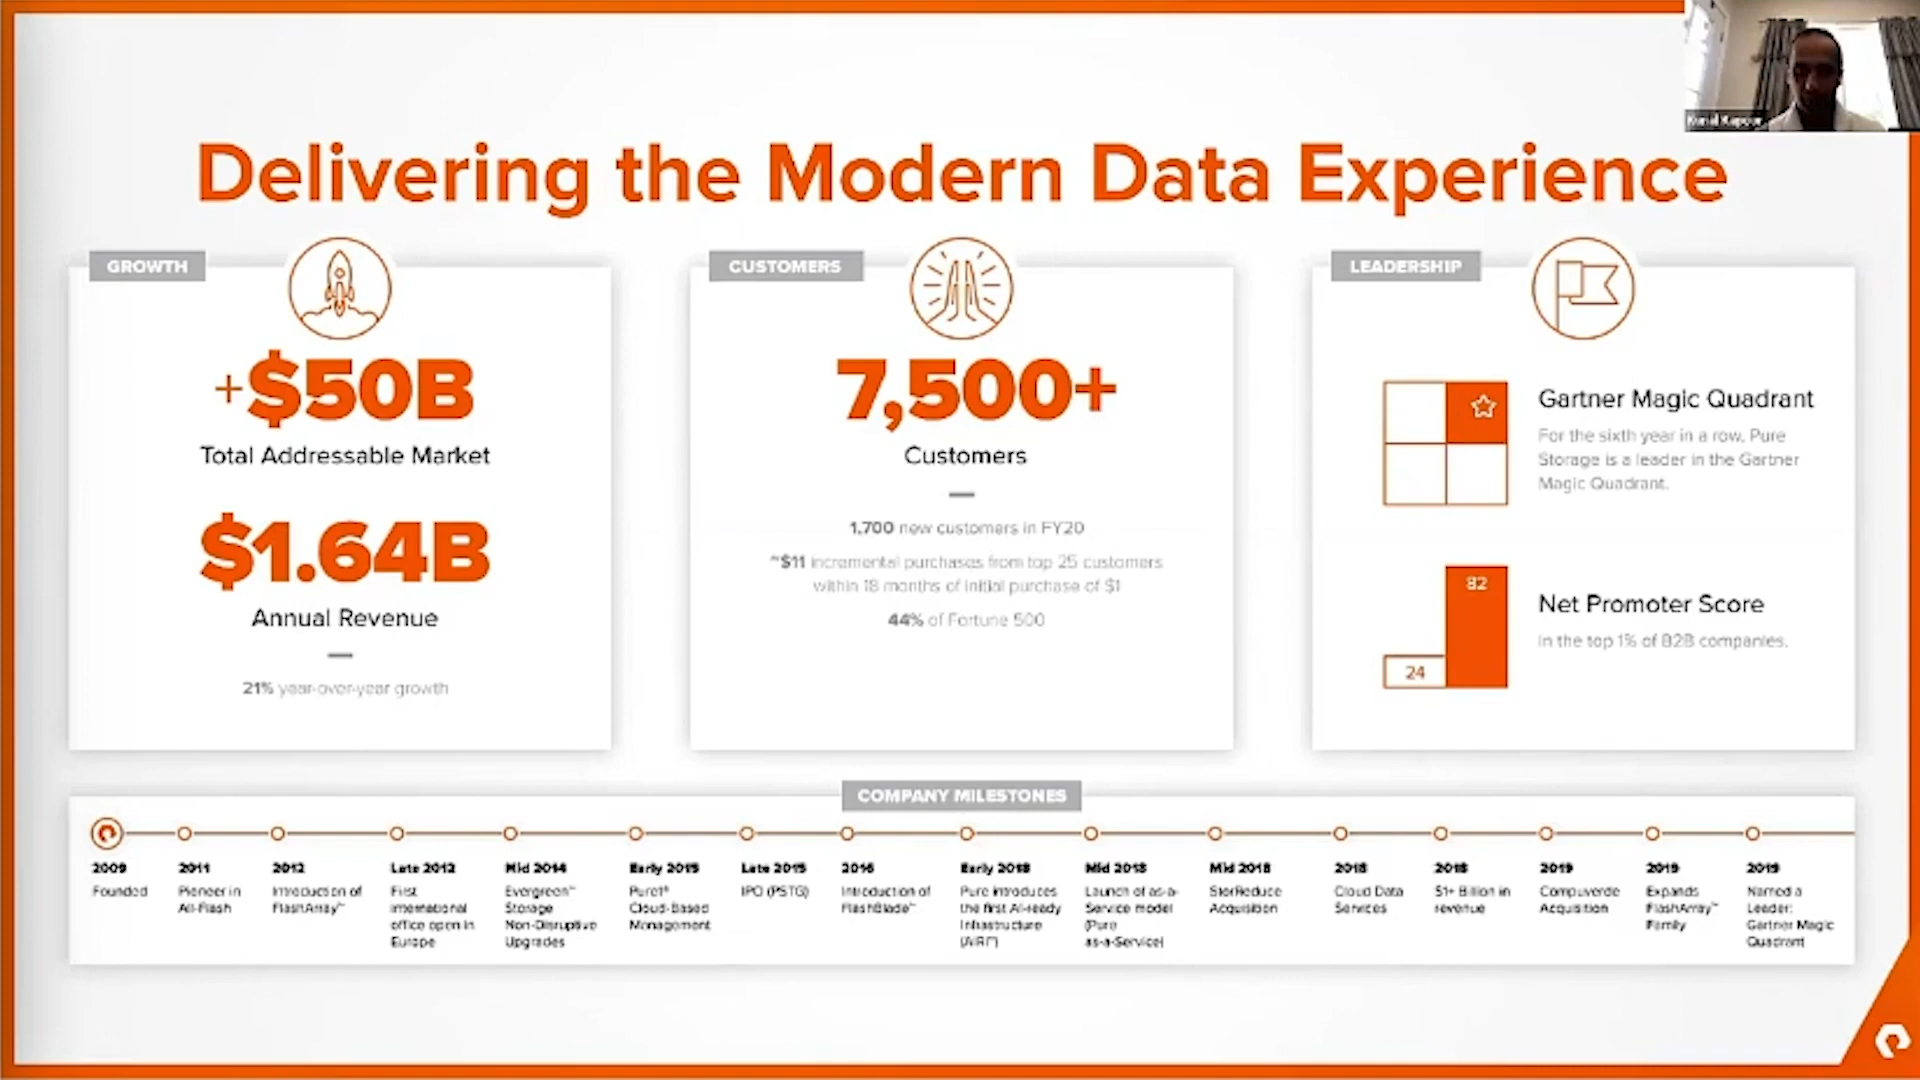 Kunal Kapoor
Delivering the Modern Data Experience
GROWTH
+$50B
Total Addressable Market
$1.64B
Annual Revenue
21% year-over-year growth
CUSTOMERS
7,500+
Customers
1,700 new customers in FY20
~$11 incremental purchases from top 25 customers
within 18 months of initial purchase of $1
44% of Fortune 500
LEADERSHIP
Gartner Magic Quadrant
For the sixth year in a row, Pure
Storage is a leader in the Gartner
Magic Quadrant.
82
24
Net Promoter Score
In the top 1% of B2B companies.
COMPANY MILESTONES
2009
Founded
2011
Pioneer in
All-Flash
2012
Introduction of
FlashArray™
Late 2012
First
international
office open in
Europe
Mid 2014
Evergreen™
Storage
Non-Disruptive
Upgrades
Early 2015
Pure1®
Cloud-Based
Management
Late 2015
IPO (PSTG)
2016
Introduction of
FlashBlade™
Early 2018
Pure introduces
the first AI-ready
Infrastructure
(AIRI™)
Mid 2018
Launch of as-a-
Service model
(Pure
as-a-Service)
Mid 2018
StorReduce
Acquisition
2018
Cloud Data
Services
2018
$1+ Billion in
revenue
2019
Compuverde
Acquisition
2019
Expands
FlashArray™
Family
2019
Named a
Leader:
Gartner Magic
Quadrant